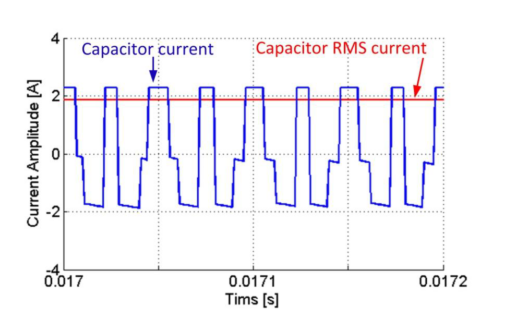 4
Capacitor current
Capacitor RMS current
2
0
-2
-4
Current Amplitude [A]
0.017
0.0171
0.0172
Tims [s]